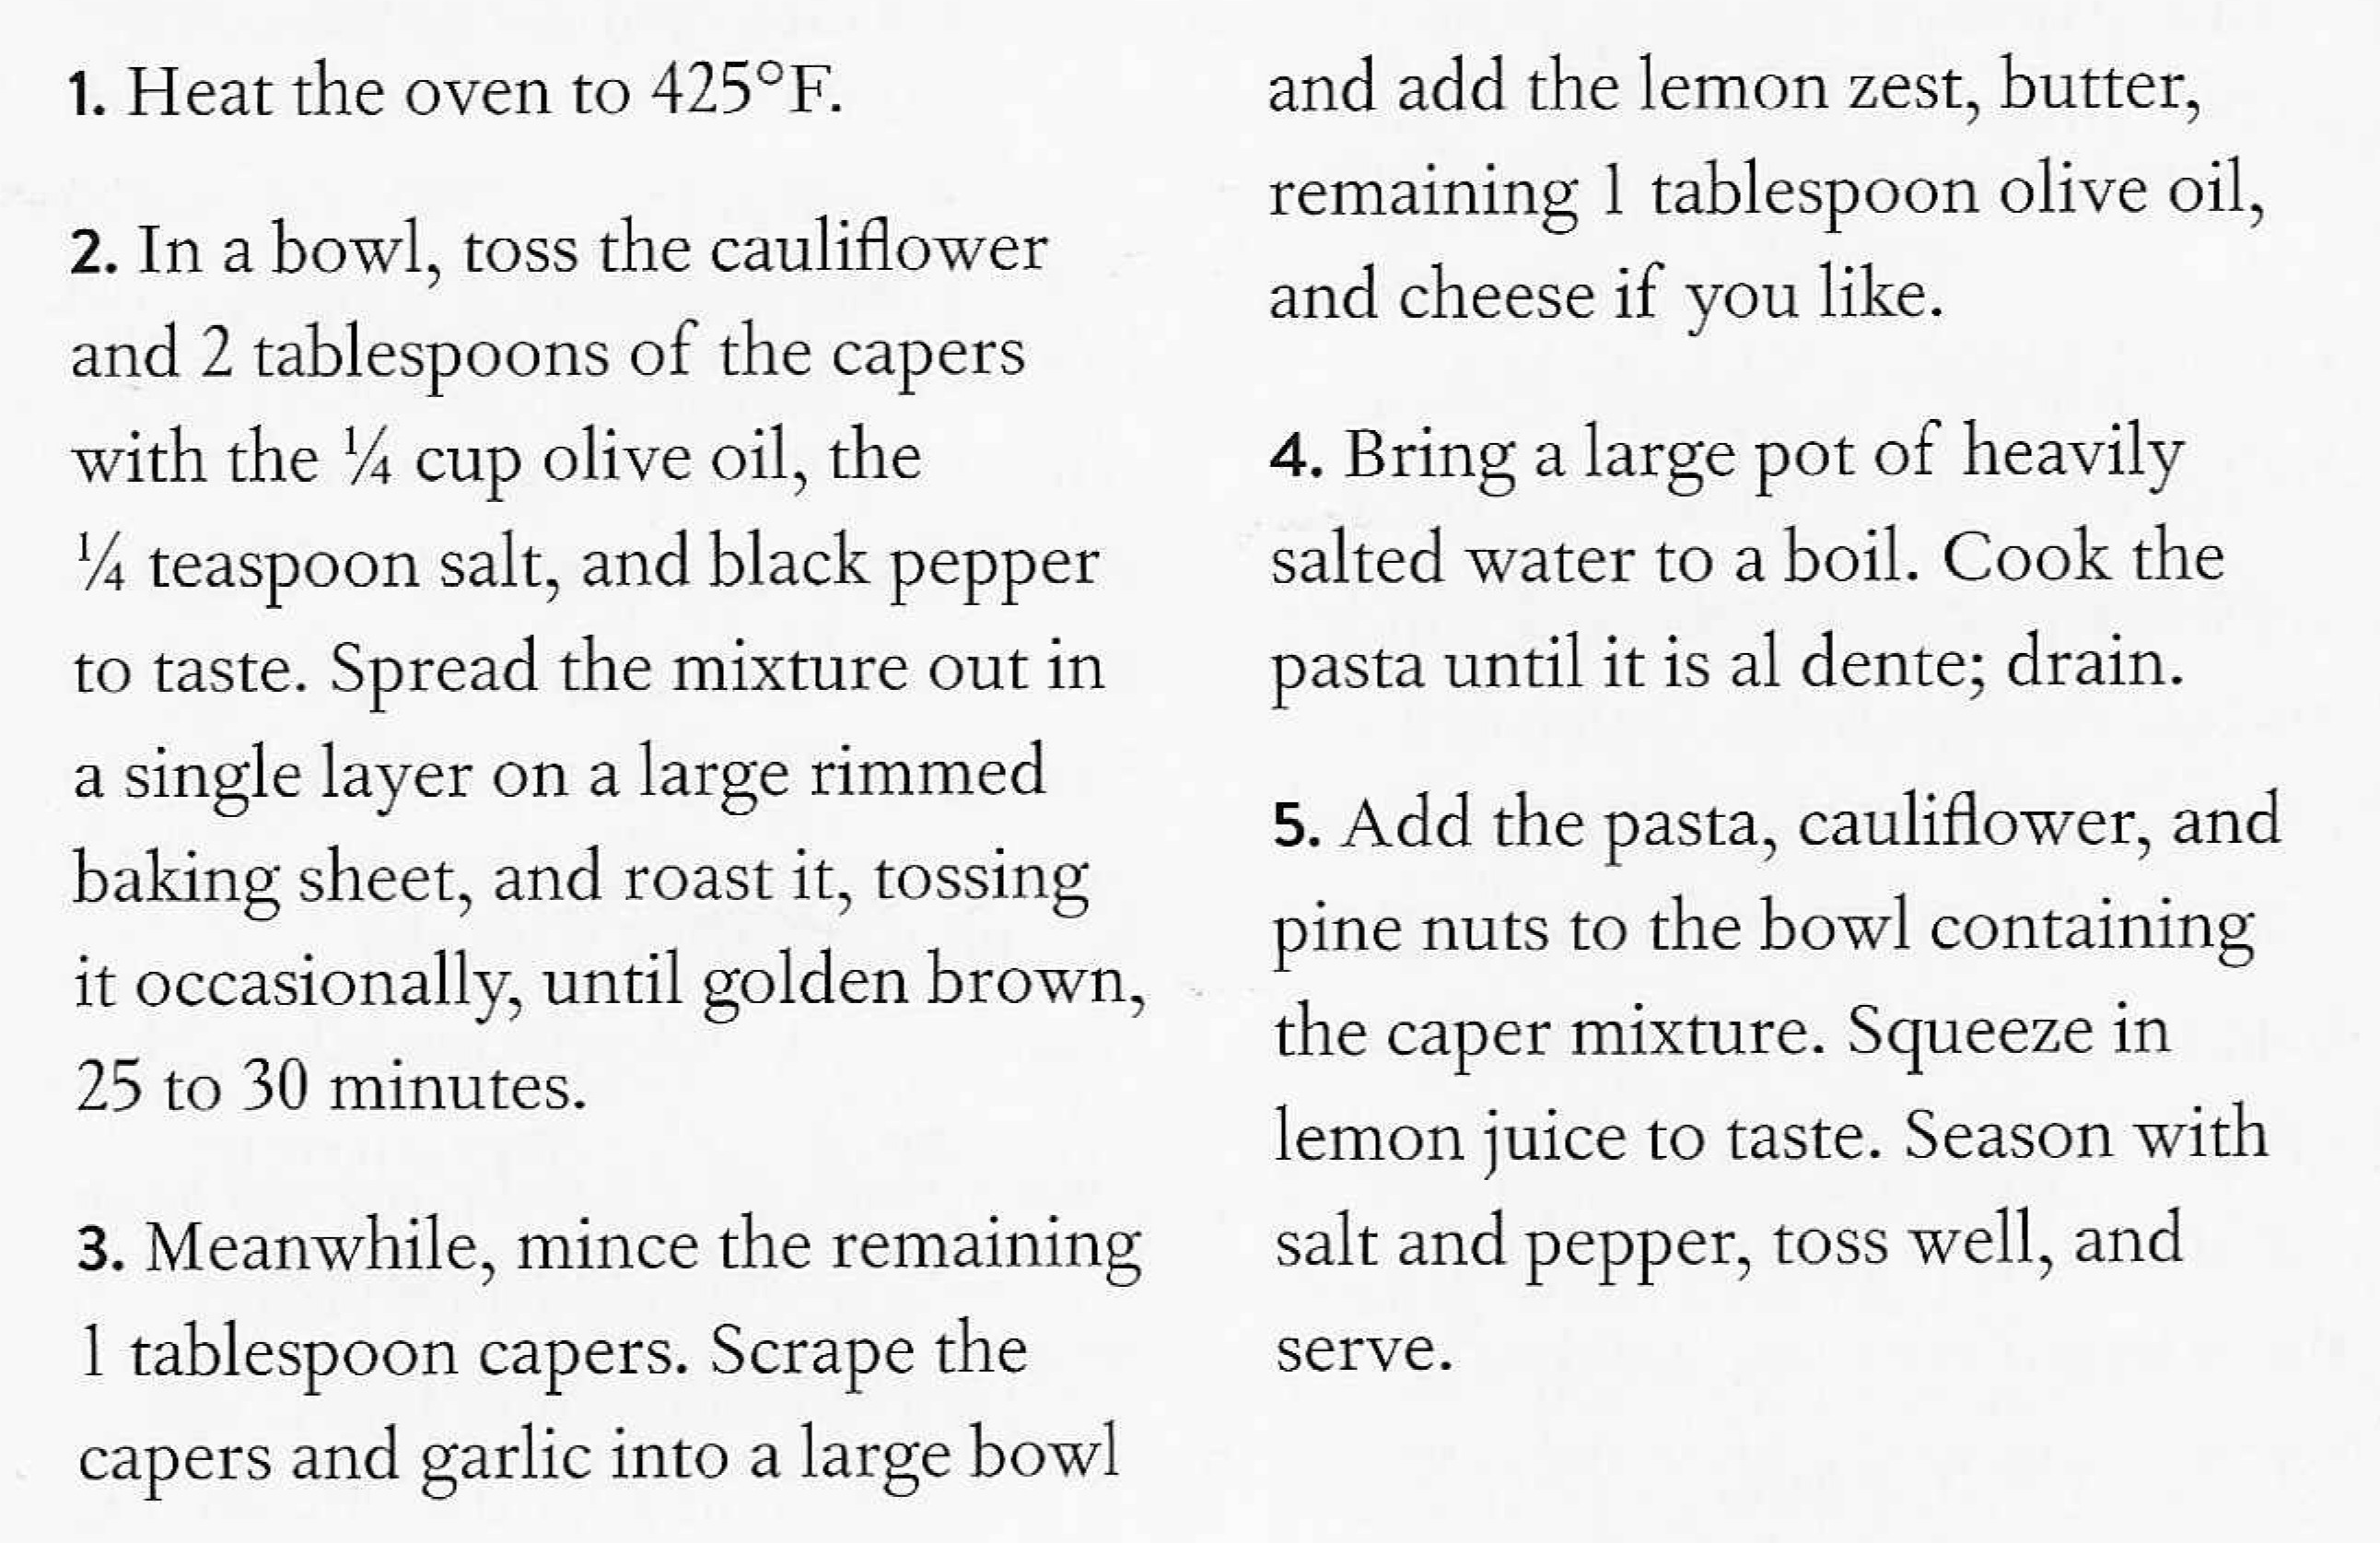 1. Heat the oven to 425°F.
2. In a bowl, toss the cauliflower
and 2 tablespoons of the capers
with the ¼ cup olive oil, the
¼ teaspoon salt, and black pepper
to taste. Spread the mixture out in
a single layer on a large rimmed
baking sheet, and roast it, tossing
it occasionally, until golden brown,
25 to 30 minutes.
3. Meanwhile, mince the remaining
1 tablespoon capers. Scrape the
capers and garlic into a large bowl
and add the lemon zest, butter,
remaining 1 tablespoon olive oil,
and cheese if you like.
4. Bring a large pot of heavily
salted water to a boil. Cook the
pasta until it is al dente; drain.
5. Add the pasta, cauliflower, and
pine nuts to the bowl containing
the caper mixture. Squeeze in
lemon juice to taste. Season with
salt and pepper, toss well, and
serve.